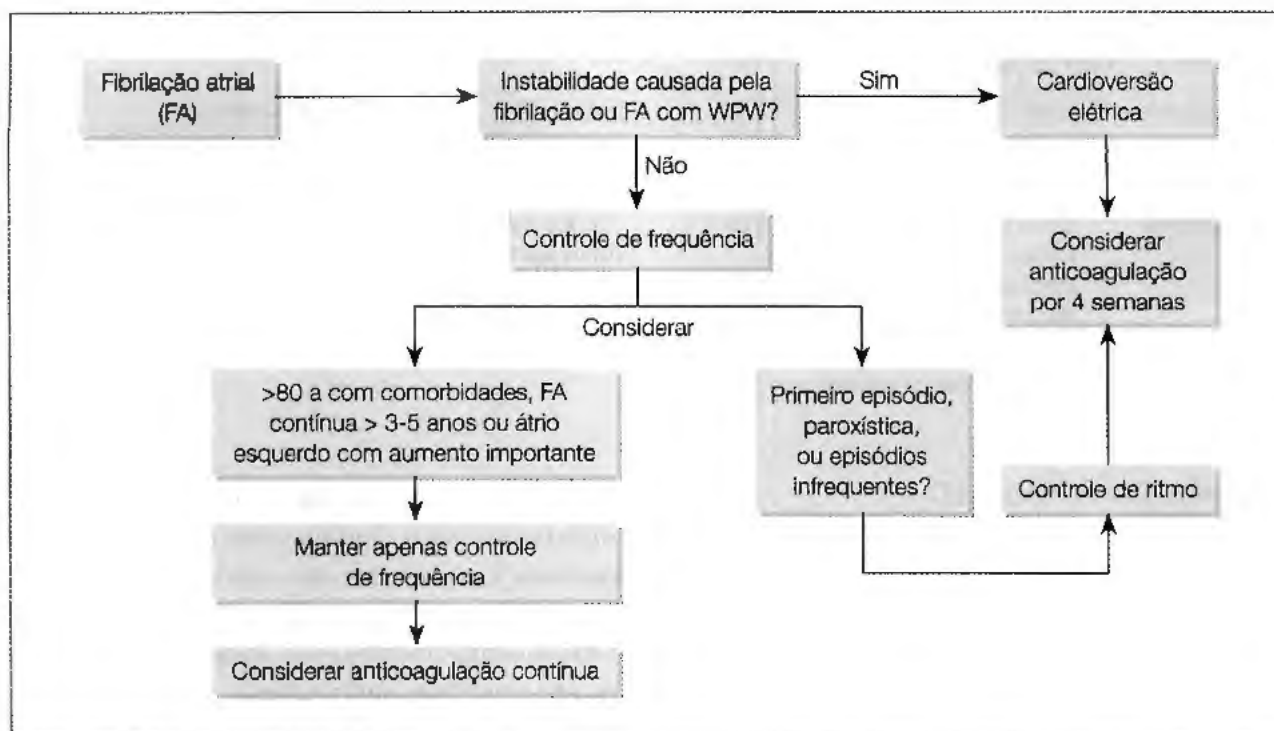 Fibrilação atrial
(FA)
Instabilidade causada pela
fibrilação ou FA com WPW?
Sim
Cardioversão
elétrica
Não
Controle de frequência
Considerar
anticoagulação
por 4 semanas
Considerar
>80 a com comorbidades, FA
contínua > 3-5 anos ou átrio
esquerdo com aumento importante
Primeiro episódio,
paroxística,
ou episódios
infrequentes?
Controle de ritmo
Manter apenas controle
de frequência
Considerar anticoagulação contínua